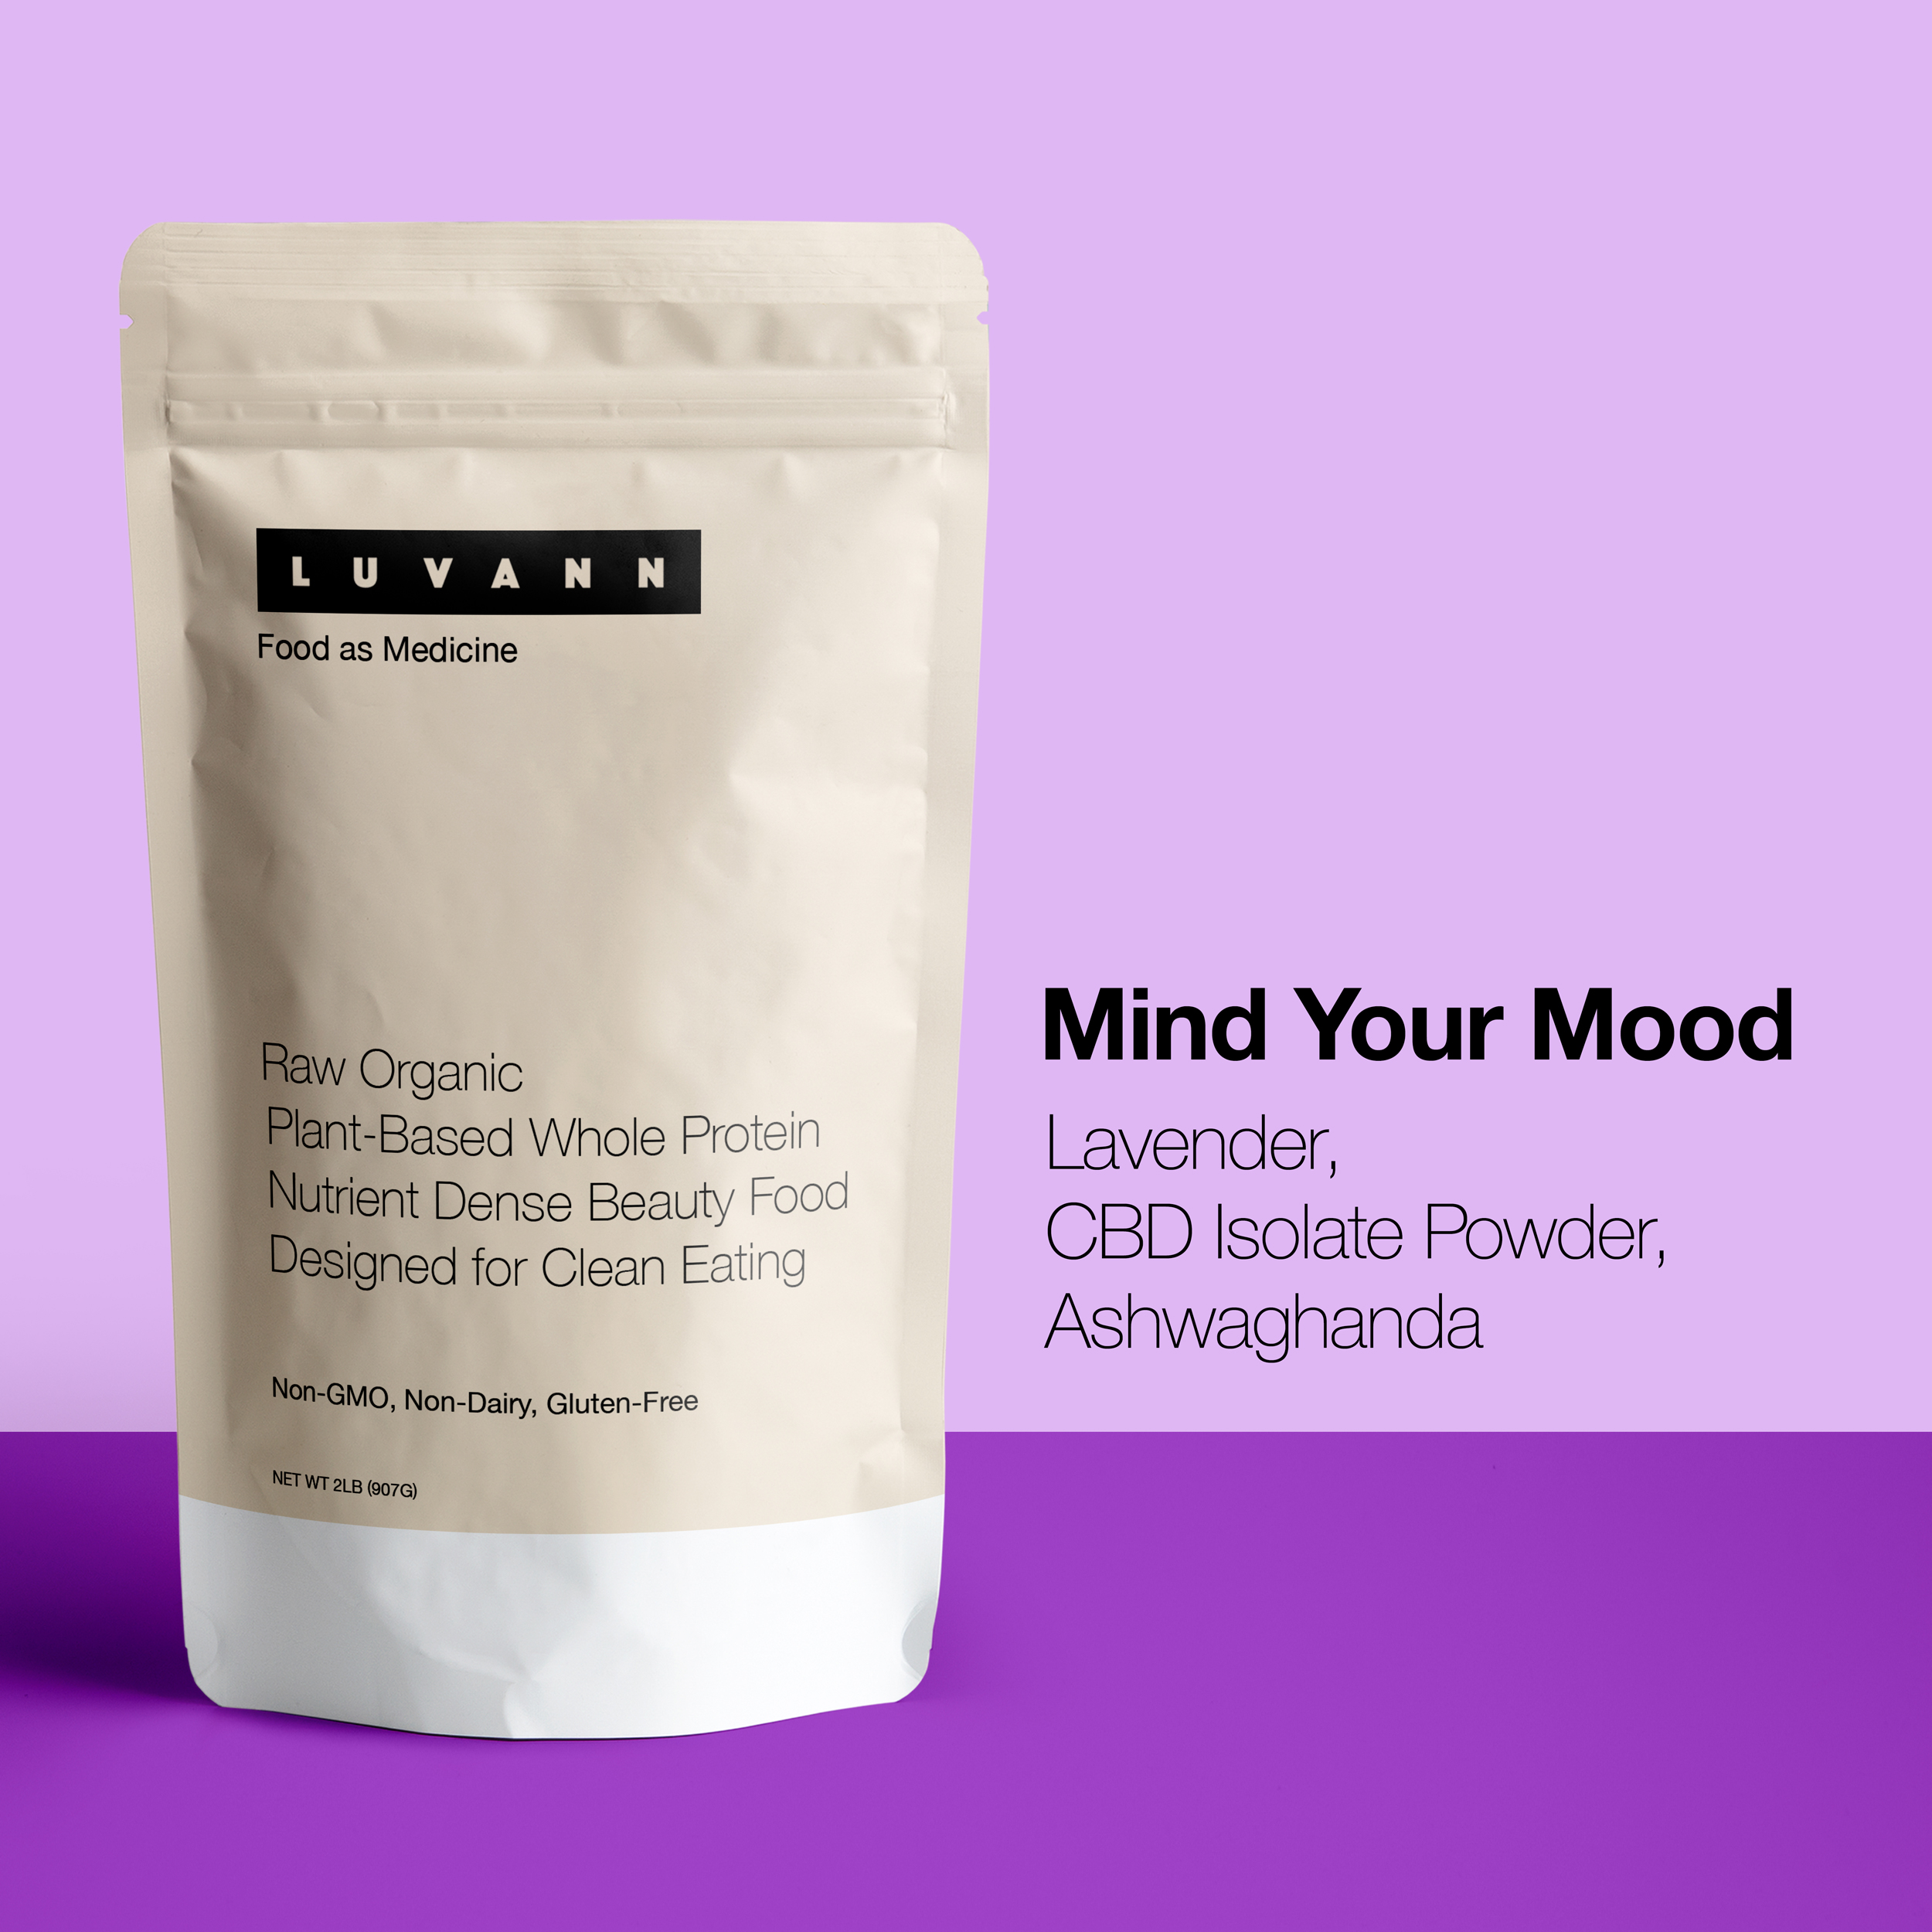 LUVANN
Food as Medicine
Raw Organic
Plant-Based Whole Protein
Nutrient Dense Beauty Food
Designed for Clean Eating
Non-GMO, Non-Dairy, Gluten-Free
NET WT 2LB (907G)
Mind Your Mood
Lavender,
CBD Isolate Powder,
Ashwaghanda